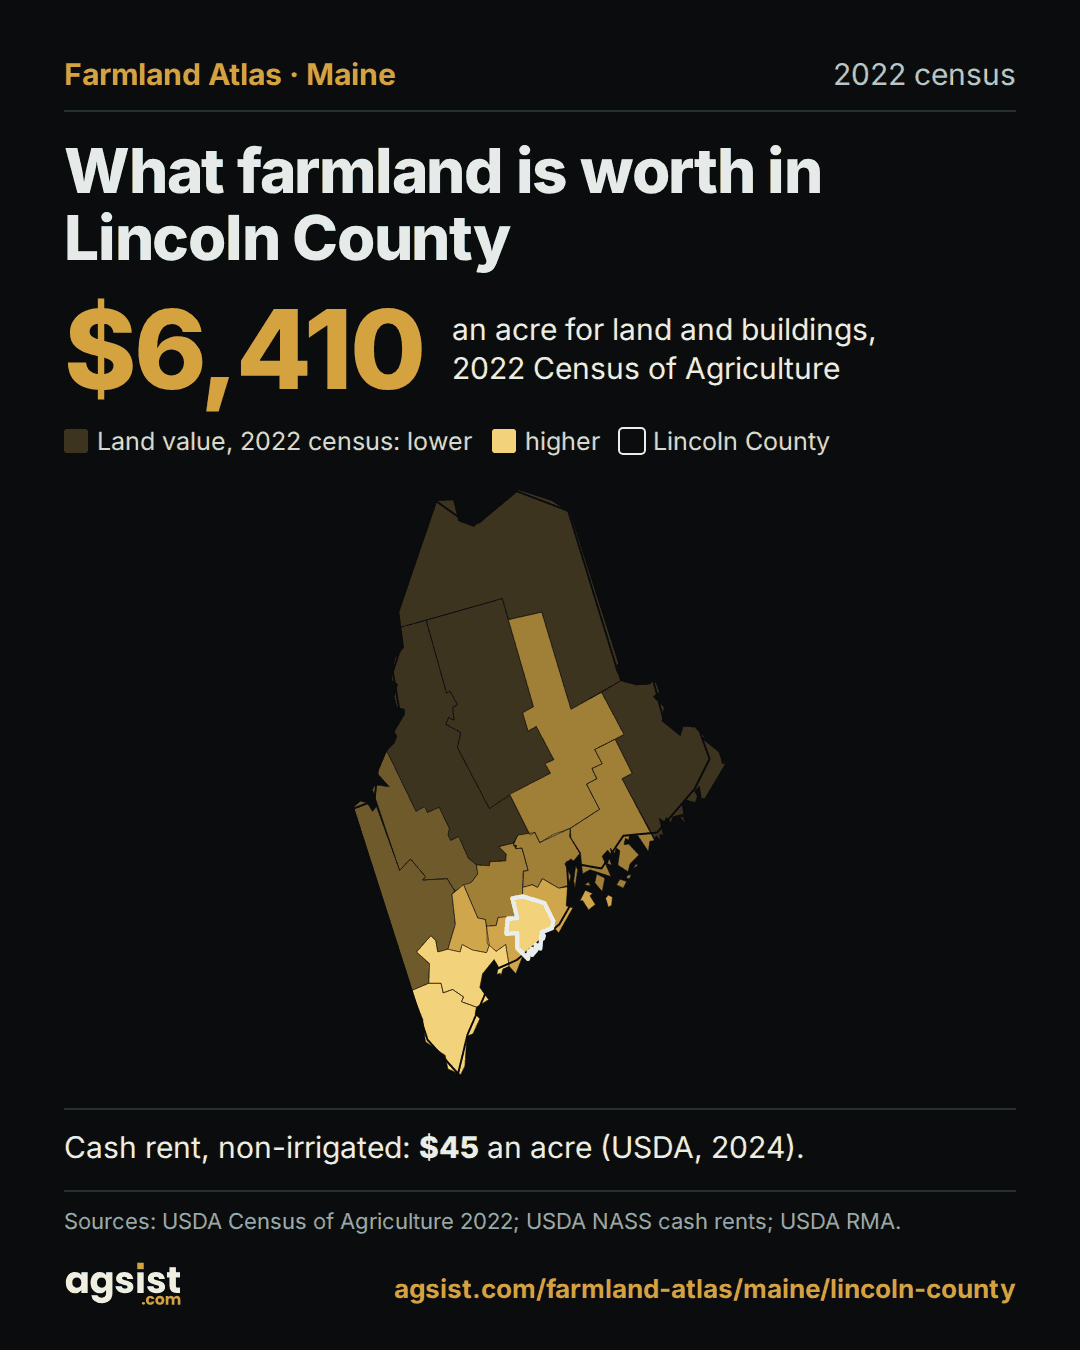 Farmland Atlas · Maine
2022 census
What farmland is worth in
Lincoln County
$6,410
an acre for land and buildings,
2022 Census of Agriculture
Land value, 2022 census: lower higher Lincoln County
Cash rent, non-irrigated: $45 an acre (USDA, 2024).
Sources: USDA Census of Agriculture 2022; USDA NASS cash rents; USDA RMA.
agsist
.com
agsist.com/farmland-atlas/maine/lincoln-county